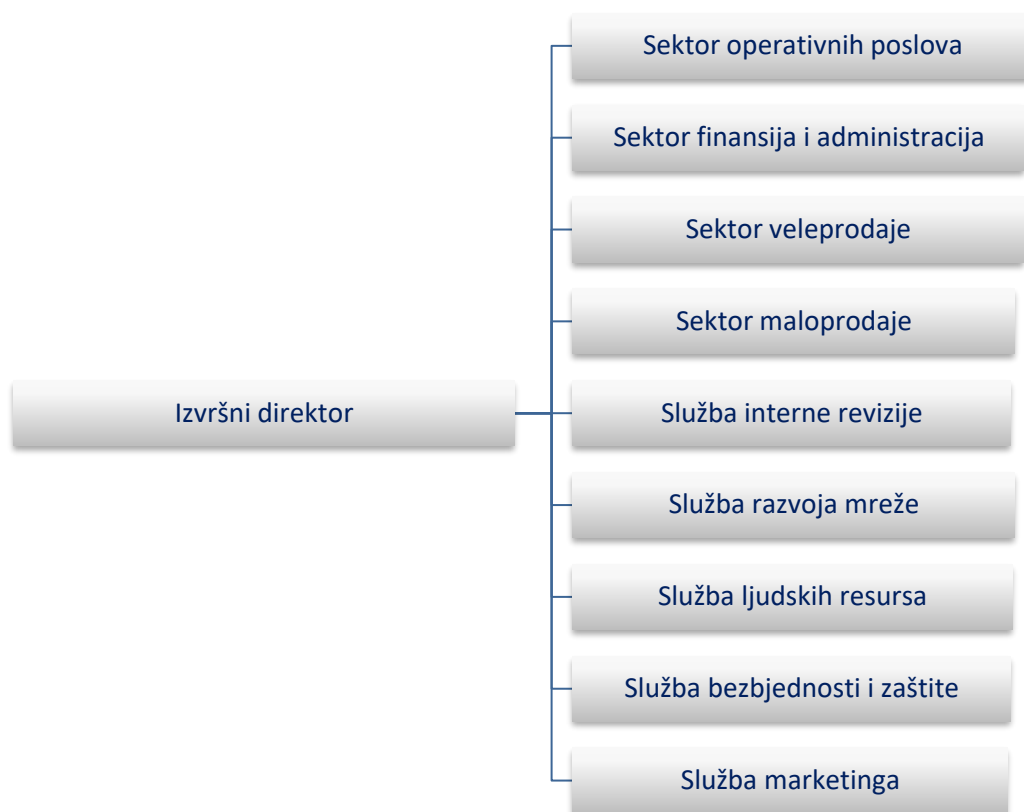 Sektor operativnih poslova
Sektor finansija i administracija
Sektor veleprodaje
Sektor maloprodaje
Izvršni direktor
Služba interne revizije
Služba razvoja mreže
Služba ljudskih resursa
Služba bezbjednosti i zaštite
Služba marketinga